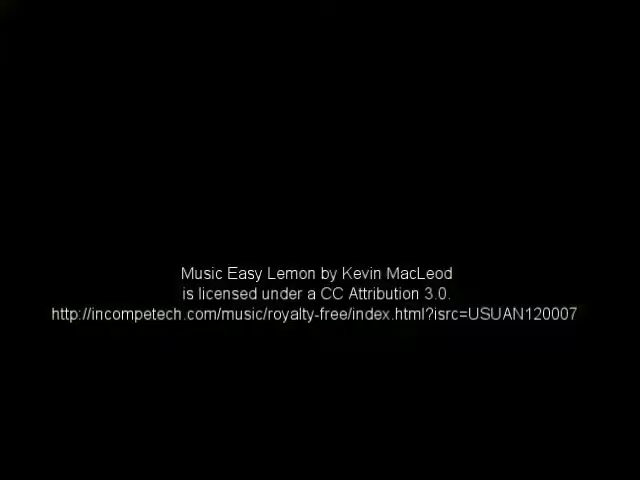 Music Easy Lemon by Kevin MacLeod
is licensed under a CC Attribution 3.0.
http://incompetech.com/music/royalty-free/index.html?isrc=USUAN120007